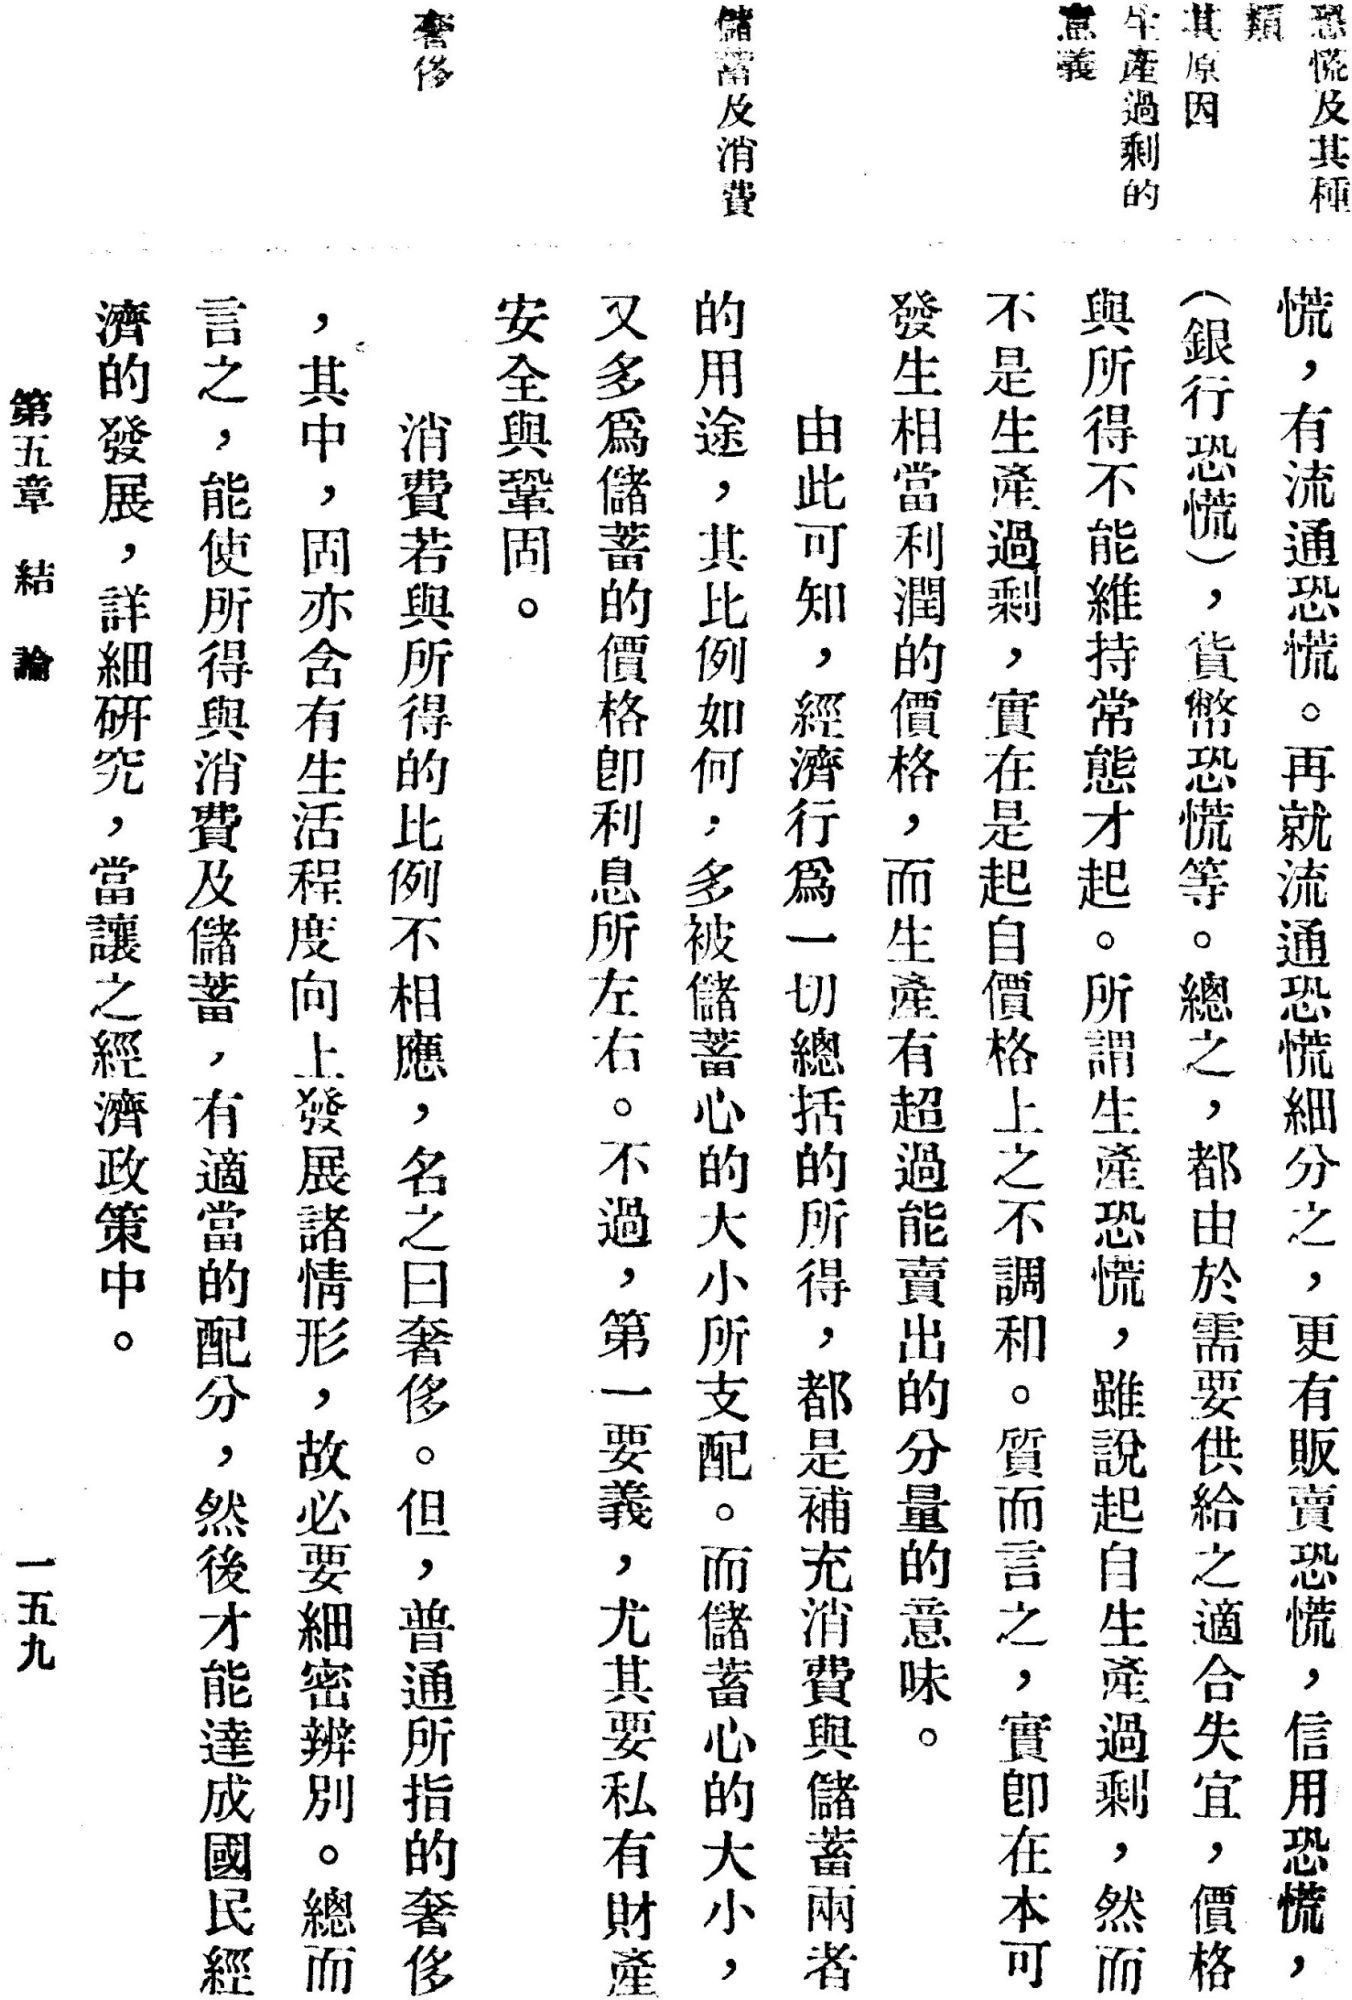 恐慌及其種
類
其原因
生產過剩的
意義
儲蓄及消費
奢侈
慌，有流通恐慌。再就流通恐慌細分之，更有販賣恐慌，信用恐慌，
（銀行恐慌），貨幣恐慌等。總之，都由於需要供給之適合失宜，價格
與所得不能維持常態才起。所謂生產恐慌，雖說起自生產過剩，然而
不是生產過剩，實在是起自價格上之不調和。質而言之，實即在本可
發生相當利潤的價格，而生產有超過能賣出的分量的意味。
由此可知，經濟行爲一切總括的所得，都是補充消費與儲蓄兩者
的用途，其比例如何，多被儲蓄心的大小所支配。而儲蓄心的大小，
又多爲儲蓄的價格卽利息所左右。不過，第一要義，尤其要私有財產
安全與鞏固。
消費若與所得的比例不相應，名之曰奢侈。但，普通所指的奢侈
，其中，固亦含有生活程度向上發展諸情形，故必要細密辨別。總而
言之，能使所得與消費及儲蓄，有適當的配分，然後才能達成國民經
濟的發展，詳細研究，當讓之經濟政策中。
第五章　結　論
一五九